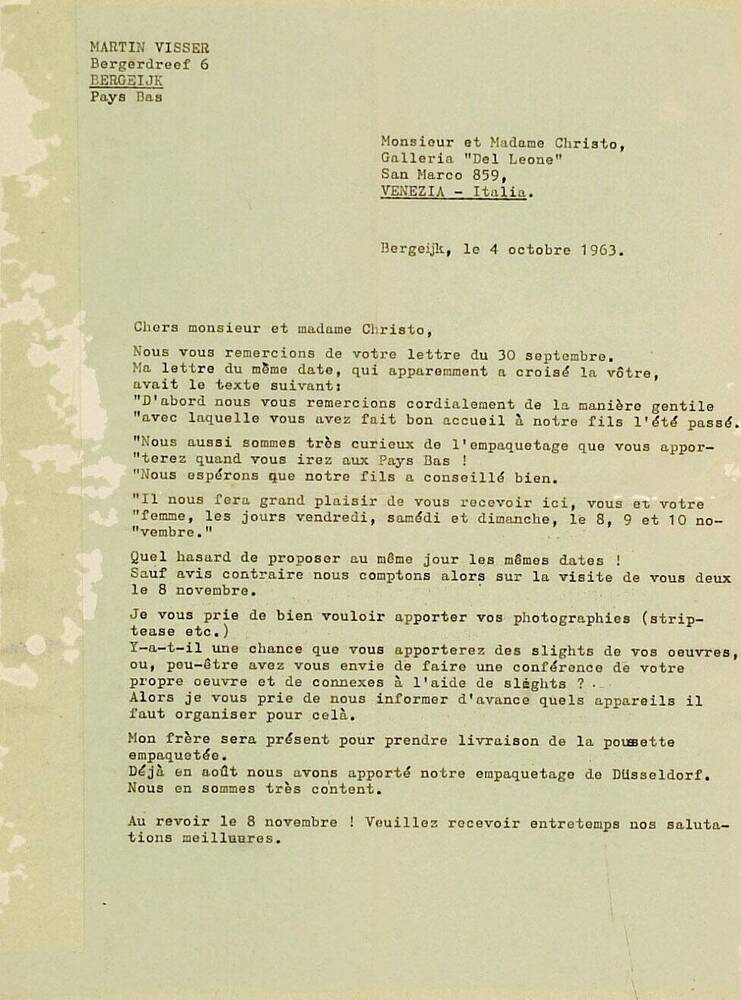 MARTIN VISSER
Bergerdreef 6
BERGEIJK
Pays Bas
Monsieur et Madame Christo,
Galleria "Del Leone"
San Marco 859,
VENEZIA - Italia.
Bergeijk, le 4 octobre 1963.
Chers monsieur et madame Christo,
Nous vous remercions de votre lettre du 30 septembre.
Ma lettre du même date, qui apparemment a croisé la vôtre,
avait le texte suivant:
"D'abord nous vous remercions cordialement de la manière gentile
"avec laquelle vous avez fait bon accueil à notre fils l'été passé.
"Nous aussi sommes très curieux de l'empaquetage que vous appor-
"terez quand vous irez aux Pays Bas !
"Nous espérons que notre fils a conseillé bien.
"Il nous fera grand plaisir de vous recevoir ici, vous et votre
"femme, les jours vendredi, samédi et dimanche, le 8, 9 et 10 no-
"vembre."
Quel hasard de proposer au même jour les mêmes dates !
Sauf avis contraire nous comptons alors sur la visite de vous deux
le 8 novembre.
Je vous prie de bien vouloir apporter vos photographies (strip-
tease etc.)
Y-a-t-il une chance que vous apporterez des slights de vos oeuvres,
ou, peu-être avez vous envie de faire une conférence de votre
propre oeuvre et de connexes à l'aide de slights ?
Alors je vous prie de nous informer d'avance quels appareils il
faut organiser pour celà.
Mon frère sera présent pour prendre livraison de la poussette
empaquetée.
Déjà en août nous avons apporté notre empaquetage de Düsseldorf.
Nous en sommes très content.
Au revoir le 8 novembre ! Veuillez recevoir entretemps nos saluta-
tions meilluures.